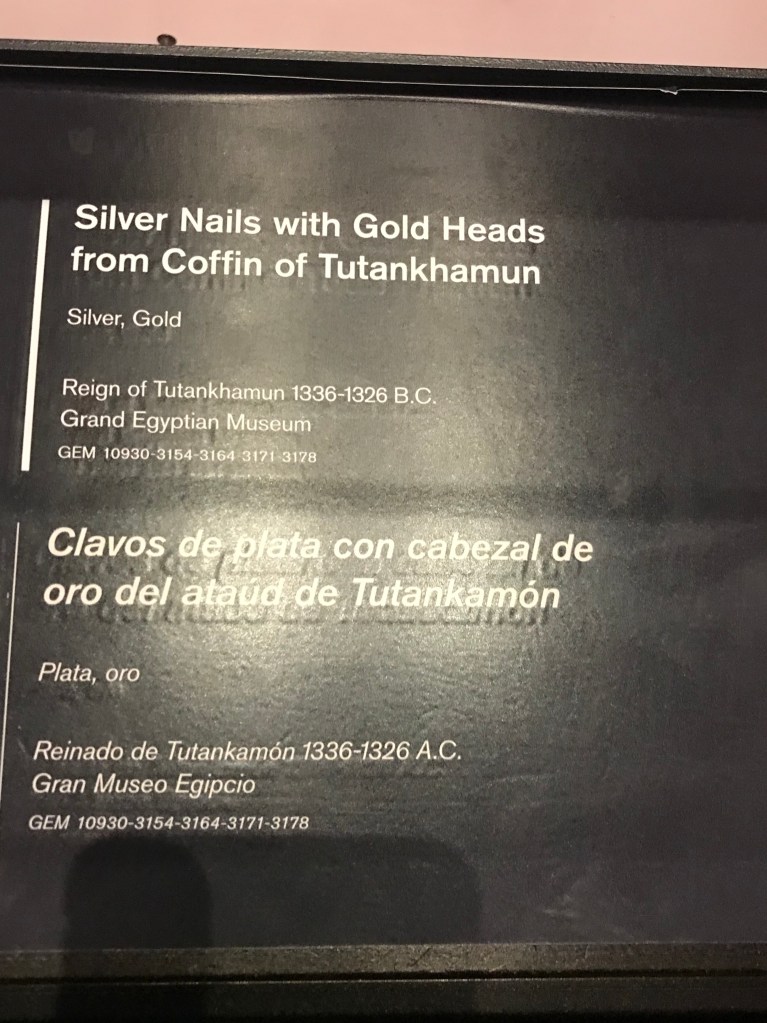 Silver Nails with Gold Heads
from Coffin of Tutankhamun
Silver, Gold
Reign of Tutankhamun 1336-1326 B.C.
Grand Egyptian Museum
GEM 10930-3154-3164-3171-3178
Clavos de plata con cabezal de
oro del ataúd de Tutankamón
Plata, oro
Reinado de Tutankamón 1336-1326 A.C.
Gran Museo Egipcio
GEM 10930-3154-3164-3171-3178